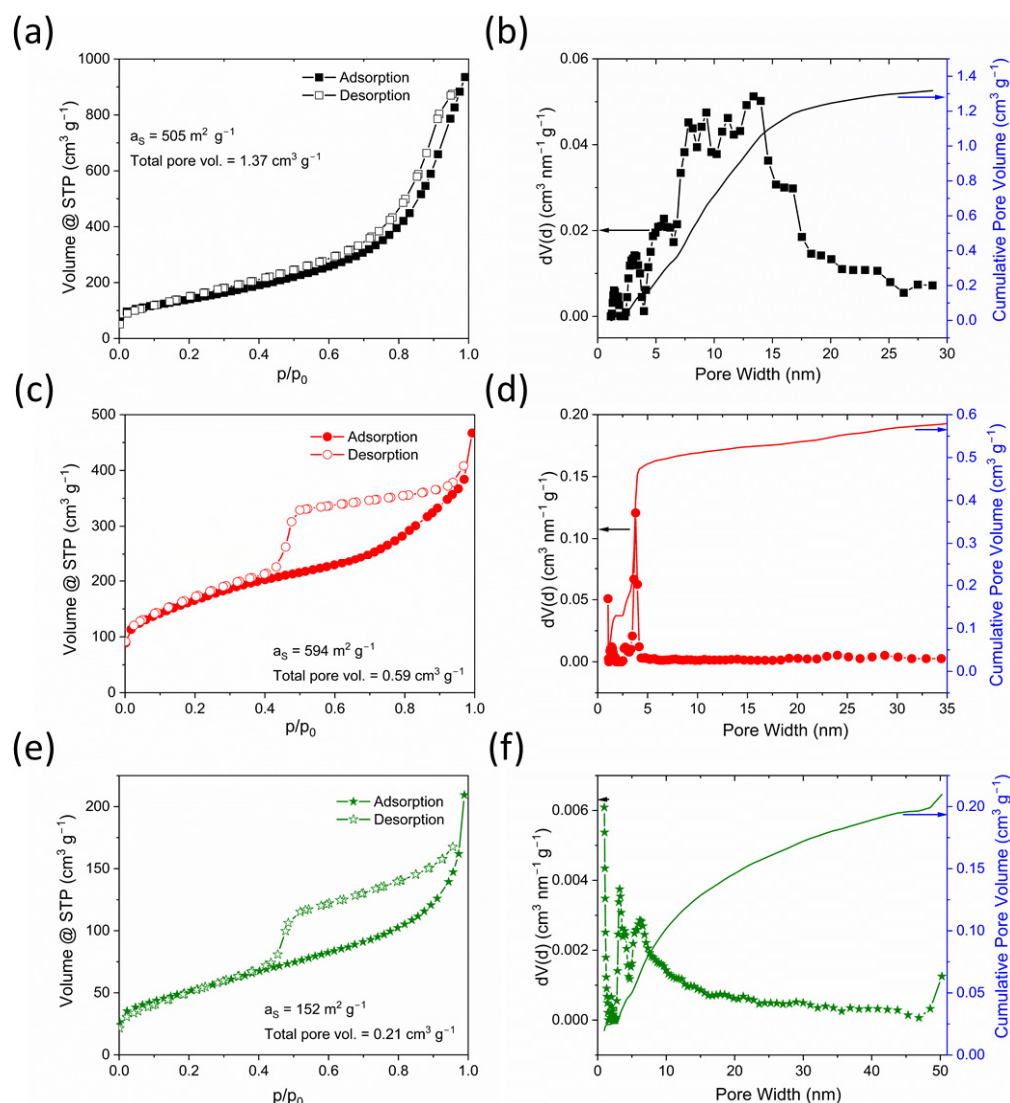 (a)
1000
800
600
400
200
0
Volume @ STP (cm³ g⁻¹)
Adsorption
Desorption
aS = 505 m² g⁻¹
Total pore vol. = 1.37 cm³ g⁻¹
0.0 0.2 0.4 0.6 0.8 1.0
p/p₀
(b)
0.06
0.04
0.02
0.00
dV(d) (cm³ nm⁻¹ g⁻¹)
1.4
1.2
1.0
0.8
0.6
0.4
0.2
0.0
Cumulative Pore Volume (cm³ g⁻¹)
0 5 10 15 20 25 30
Pore Width (nm)
(c)
500
400
300
200
100
0
Volume @ STP (cm³ g⁻¹)
Adsorption
Desorption
aS = 594 m² g⁻¹
Total pore vol. = 0.59 cm³ g⁻¹
0.0 0.2 0.4 0.6 0.8 1.0
p/p₀
(d)
0.20
0.15
0.10
0.05
0.00
dV(d) (cm³ nm⁻¹ g⁻¹)
0.6
0.5
0.4
0.3
0.2
0.1
0.0
Cumulative Pore Volume (cm³ g⁻¹)
0 5 10 15 20 25 30 35
Pore Width (nm)
(e)
200
150
100
50
0
Volume @ STP (cm³ g⁻¹)
Adsorption
Desorption
aS = 152 m² g⁻¹
Total pore vol. = 0.21 cm³ g⁻¹
0.0 0.2 0.4 0.6 0.8 1.0
p/p₀
(f)
0.006
0.004
0.002
0.000
dV(d) (cm³ nm⁻¹ g⁻¹)
0.20
0.15
0.10
0.05
0.00
Cumulative Pore Volume (cm³ g⁻¹)
0 10 20 30 40 50
Pore Width (nm)